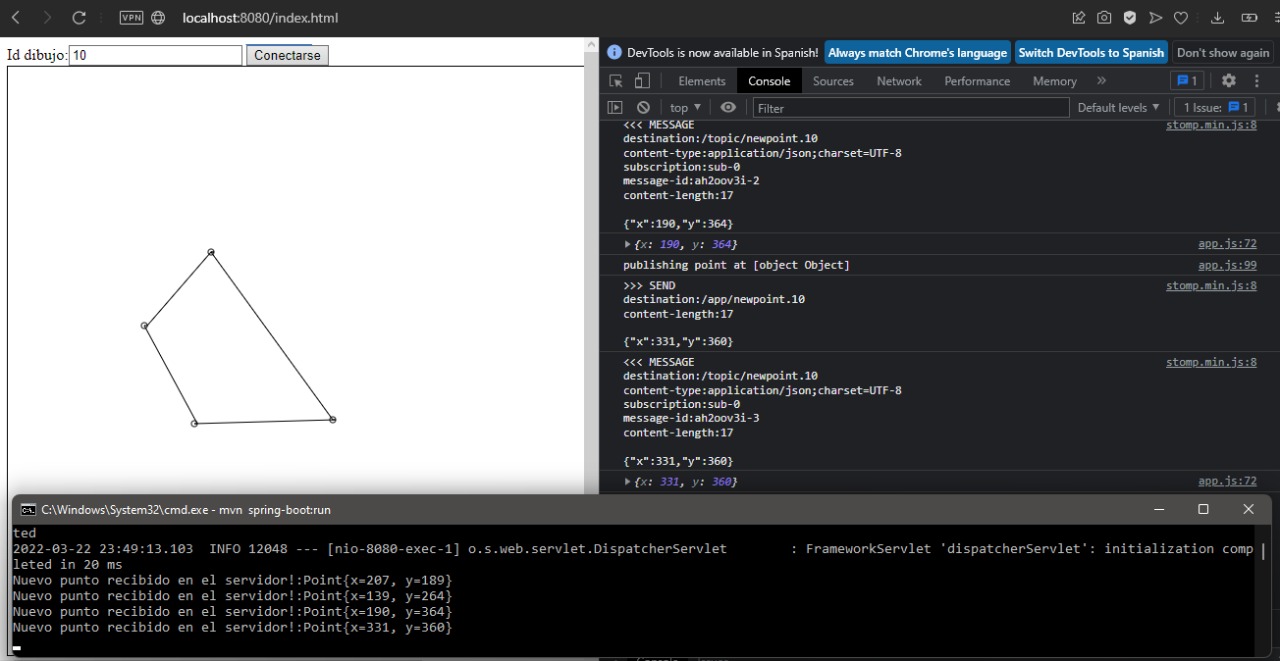 VPN localhost:8080/index.html
Id dibujo: 10 Conectarse
DevTools is now available in Spanish! Always match Chrome's language Switch DevTools to Spanish Don't show again
Elements Console Sources Network Performance Memory » 1
top ▼ Filter Default levels ▼ 1 Issue: 1
<<< MESSAGE stomp.min.js:8
destination:/topic/newpoint.10
content-type:application/json;charset=UTF-8
subscription:sub-0
message-id:ah2oov3i-2
content-length:17
{"x":190,"y":364}
▶{x: 190, y: 364} app.js:72
publishing point at [object Object] app.js:99
>>> SEND stomp.min.js:8
destination:/app/newpoint.10
content-length:17
{"x":331,"y":360}
<<< MESSAGE stomp.min.js:8
destination:/topic/newpoint.10
content-type:application/json;charset=UTF-8
subscription:sub-0
message-id:ah2oov3i-3
content-length:17
{"x":331,"y":360}
▶{x: 331, y: 360} app.js:72
C:\Windows\System32\cmd.exe - mvn spring-boot:run
ted
2022-03-22 23:49:13.103 INFO 12048 --- [nio-8080-exec-1] o.s.web.servlet.DispatcherServlet : FrameworkServlet 'dispatcherServlet': initialization comp
leted in 20 ms
Nuevo punto recibido en el servidor!:Point{x=207, y=189}
Nuevo punto recibido en el servidor!:Point{x=139, y=264}
Nuevo punto recibido en el servidor!:Point{x=190, y=364}
Nuevo punto recibido en el servidor!:Point{x=331, y=360}